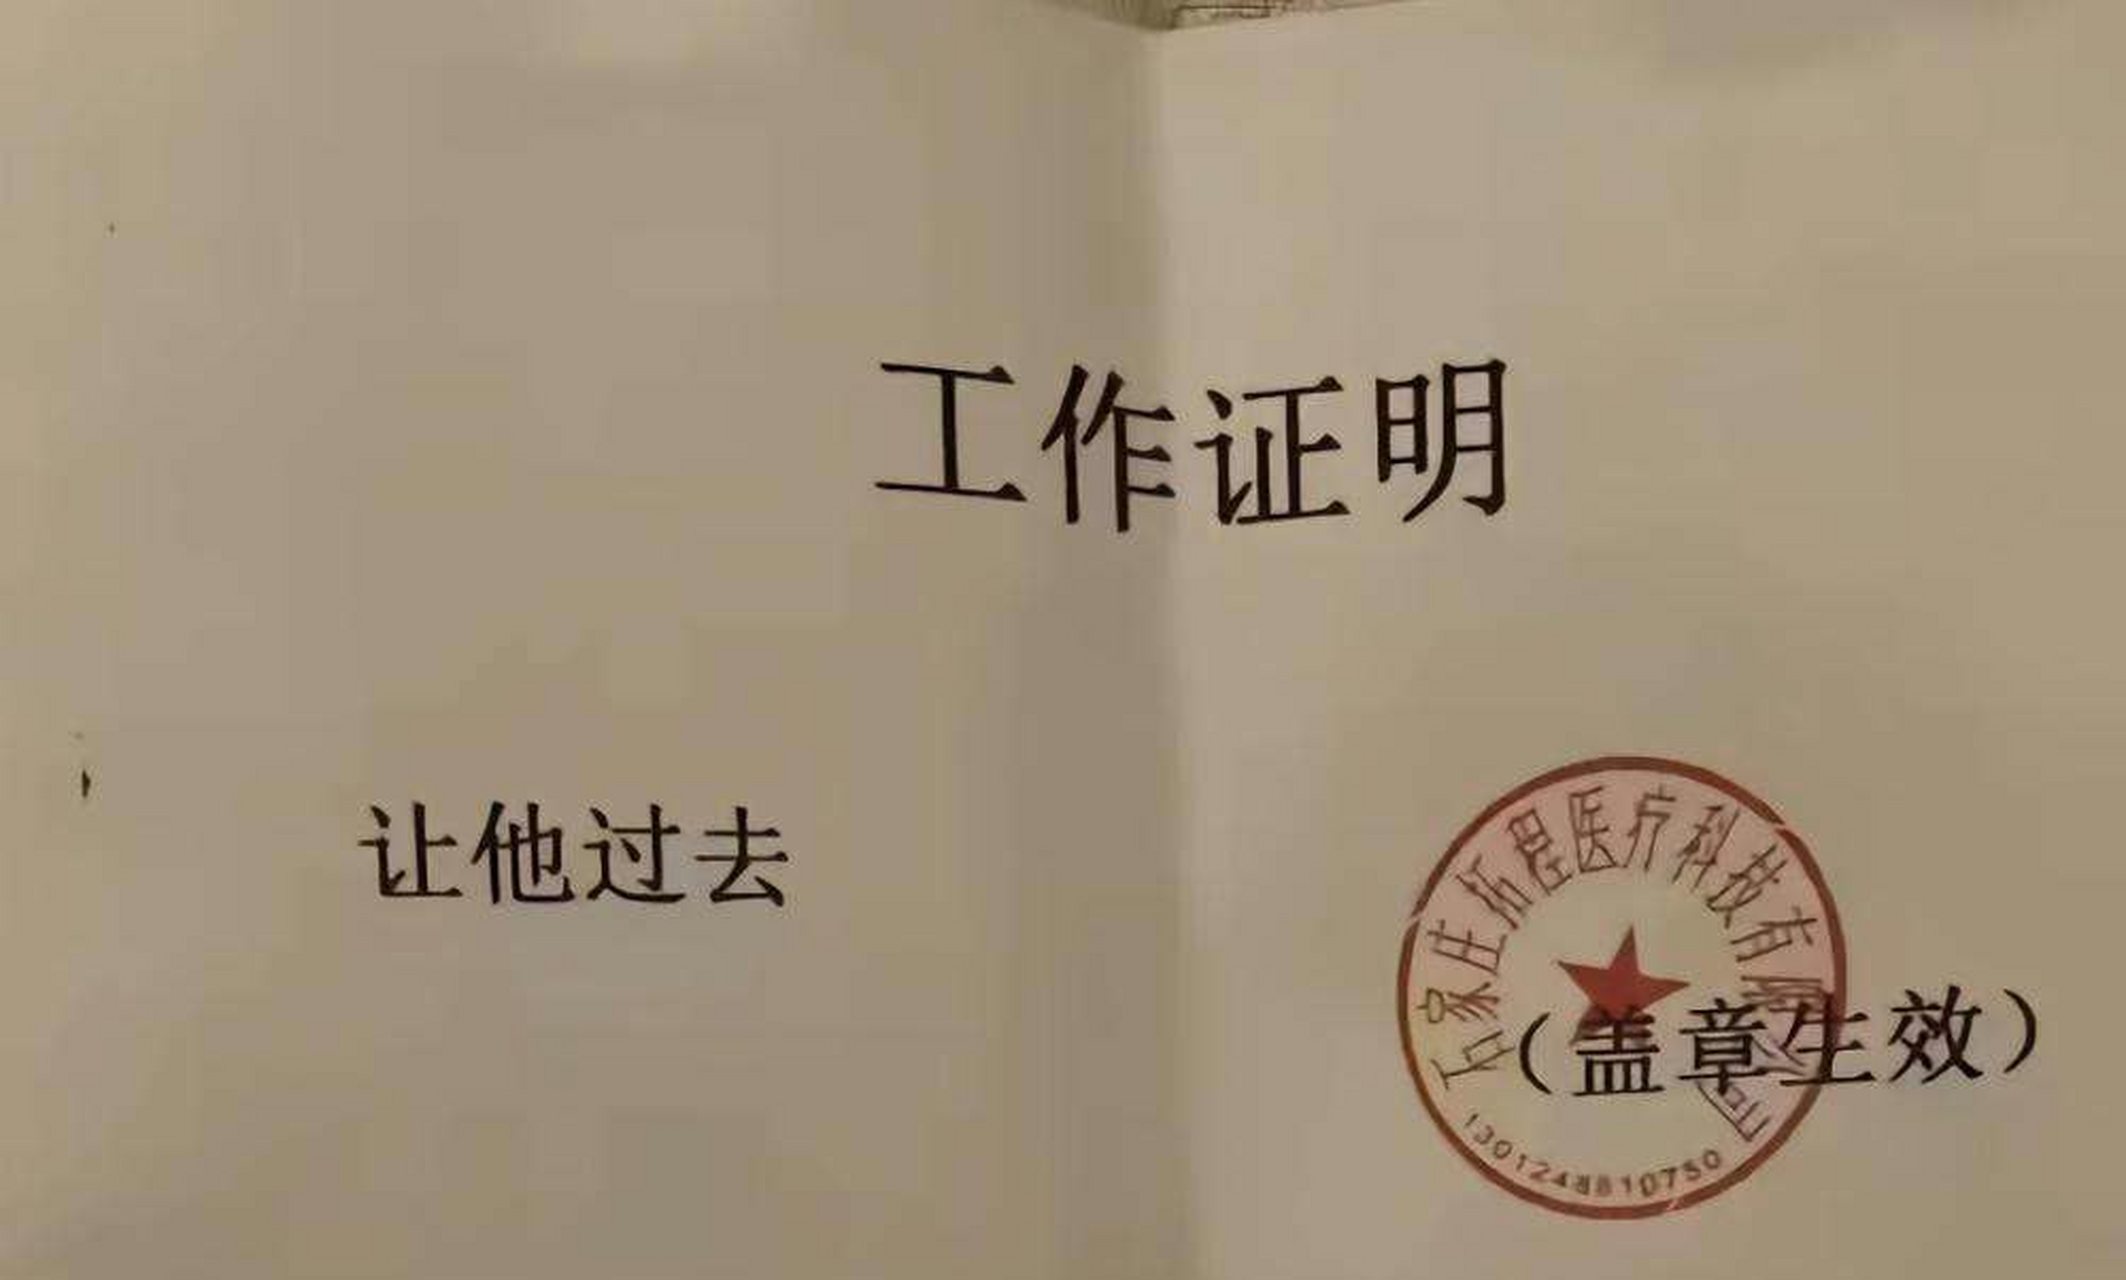 工作证明
让他过去
石家庄拓愚医疗科技有限公司
（盖章生效）
1301248810750